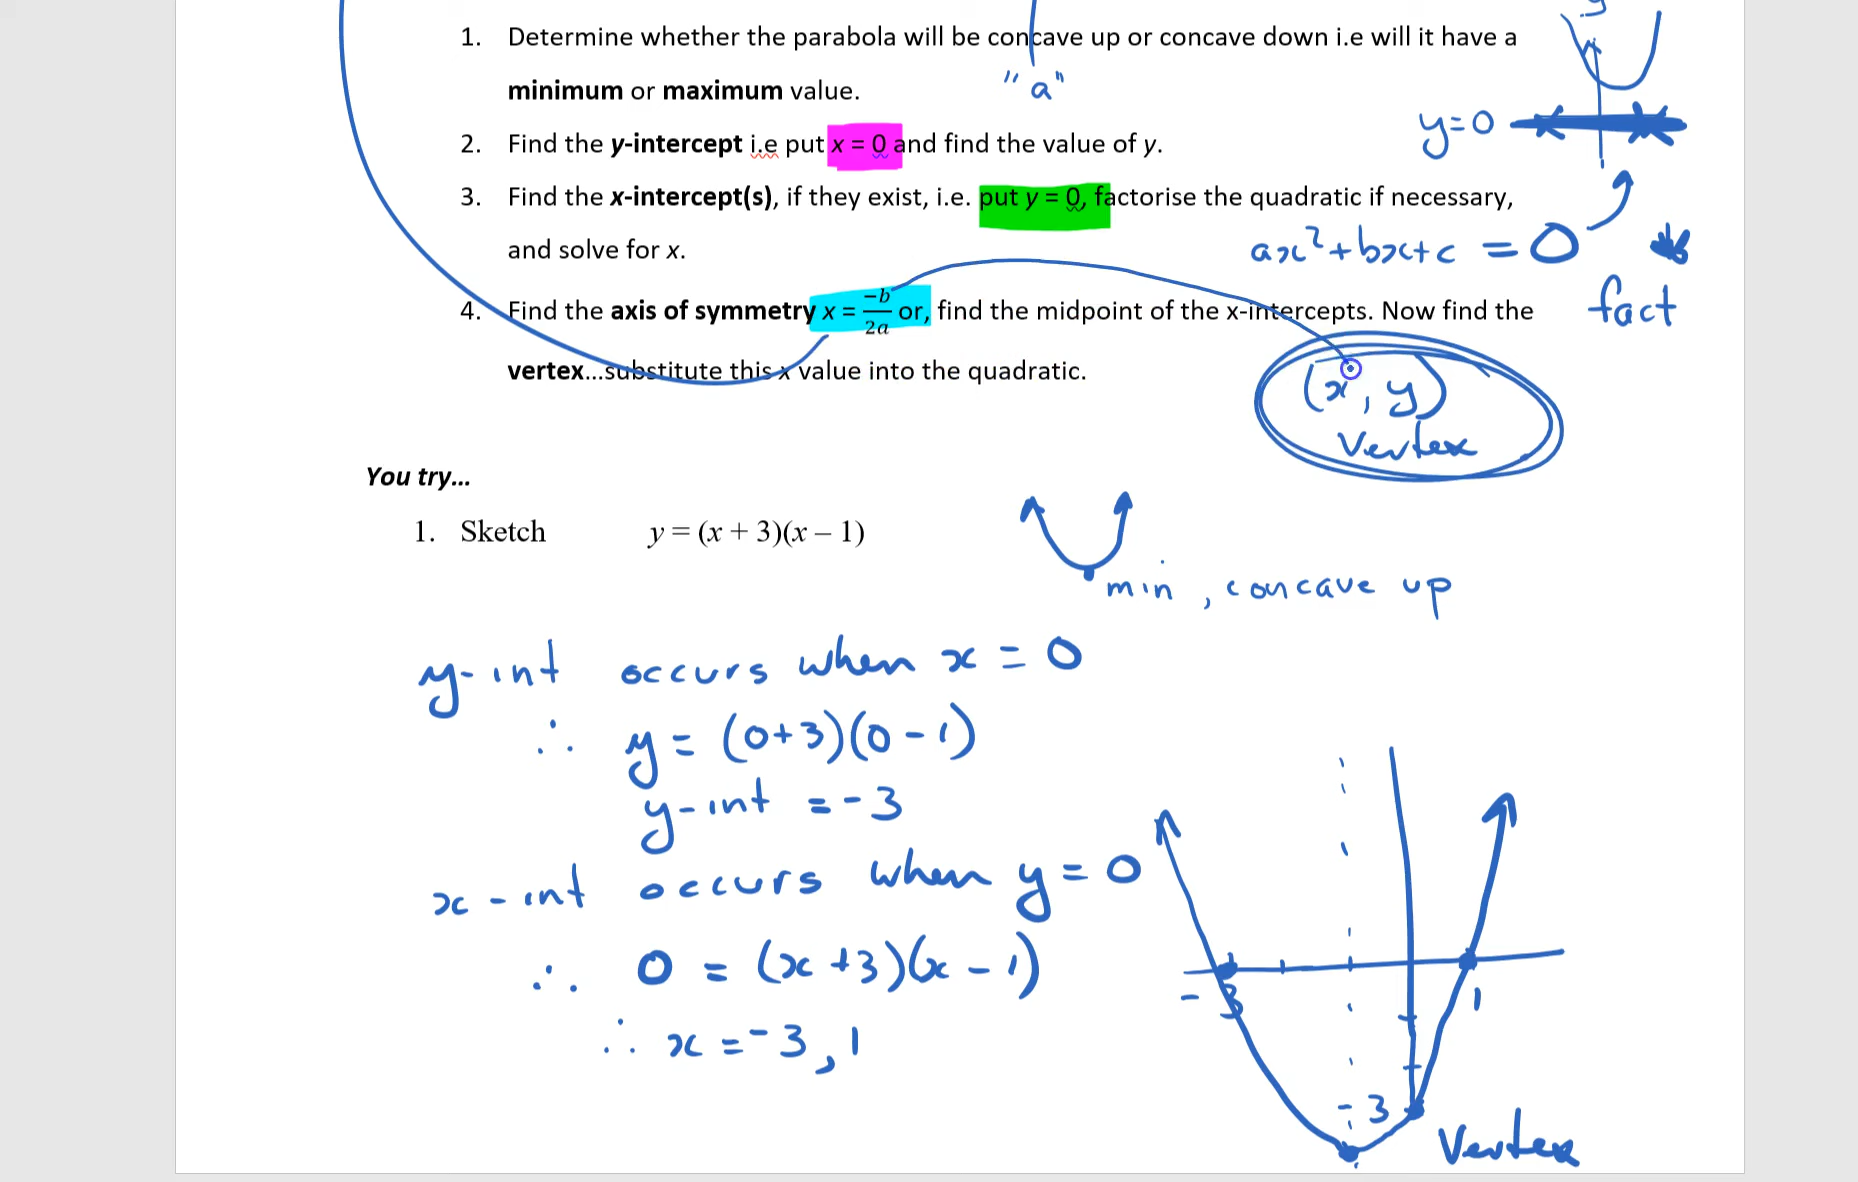 1. Determine whether the parabola will be concave up or concave down i.e will it have a
minimum or maximum value.
"a"
y=0
2. Find the y-intercept i.e put x = 0 and find the value of y.
3. Find the x-intercept(s), if they exist, i.e. put y = 0, factorise the quadratic if necessary,
and solve for x.
ax²+bx+c = 0
fact
4. Find the axis of symmetry x = -b/2a or, find the midpoint of the x-intercepts. Now find the
vertex...substitute this x value into the quadratic.
(x, y)
Vertex
You try...
1. Sketch y = (x + 3)(x – 1)
min, concave up
y-int occurs when x = 0
∴ y = (0+3)(0-1)
y-int = -3
x-int occurs when y=0
∴ 0 = (x+3)(x-1)
∴ x = -3, 1
-3
1
-3
Vertex